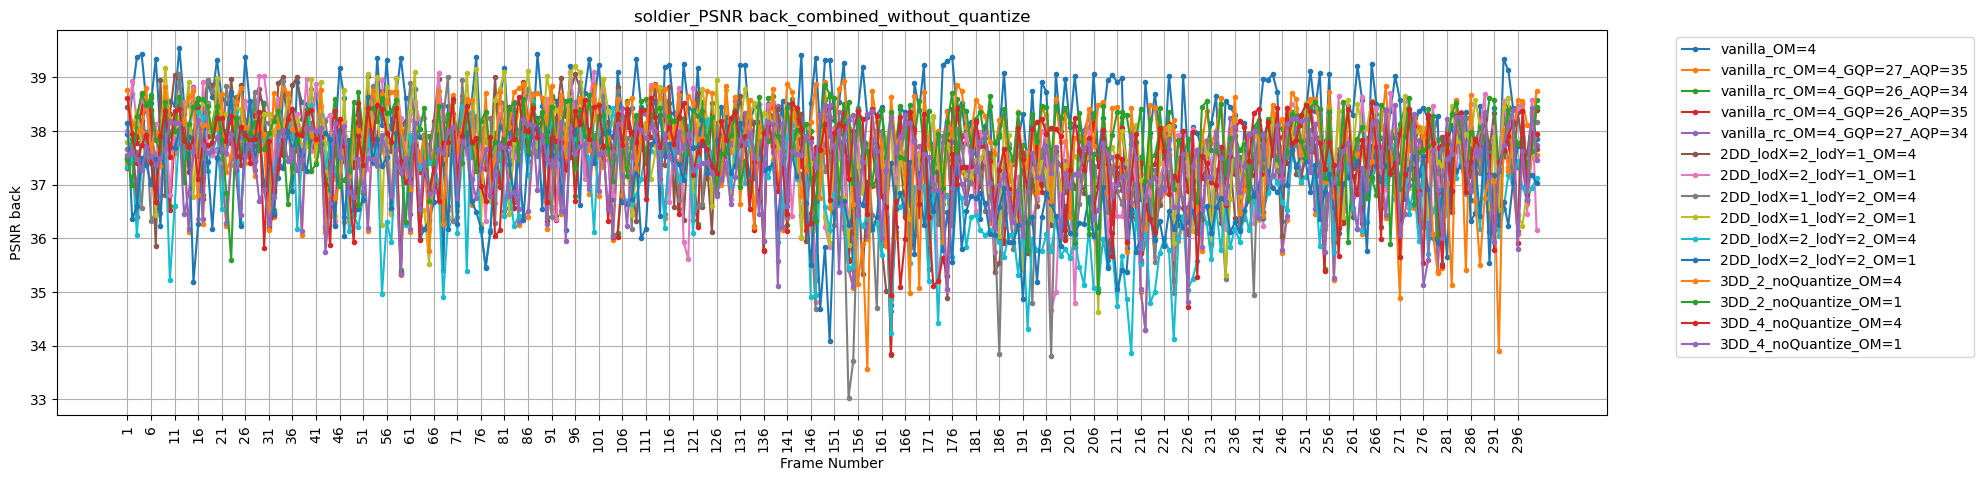 soldier_PSNR back_combined_without_quantize
PSNR back
39
38
37
36
35
34
33
1 6 11 16 21 26 31 36 41 46 51 56 61 66 71 76 81 86 91 96 101 106 111 116 121 126 131 136 141 146 151 156 161 166 171 176 181 186 191 196 201 206 211 216 221 226 231 236 241 246 251 256 261 266 271 276 281 286 291 296
Frame Number
vanilla_OM=4
vanilla_rc_OM=4_GQP=27_AQP=35
vanilla_rc_OM=4_GQP=26_AQP=34
vanilla_rc_OM=4_GQP=26_AQP=35
vanilla_rc_OM=4_GQP=27_AQP=34
2DD_lodX=2_lodY=1_OM=4
2DD_lodX=2_lodY=1_OM=1
2DD_lodX=1_lodY=2_OM=4
2DD_lodX=1_lodY=2_OM=1
2DD_lodX=2_lodY=2_OM=4
2DD_lodX=2_lodY=2_OM=1
3DD_2_noQuantize_OM=4
3DD_2_noQuantize_OM=1
3DD_4_noQuantize_OM=4
3DD_4_noQuantize_OM=1